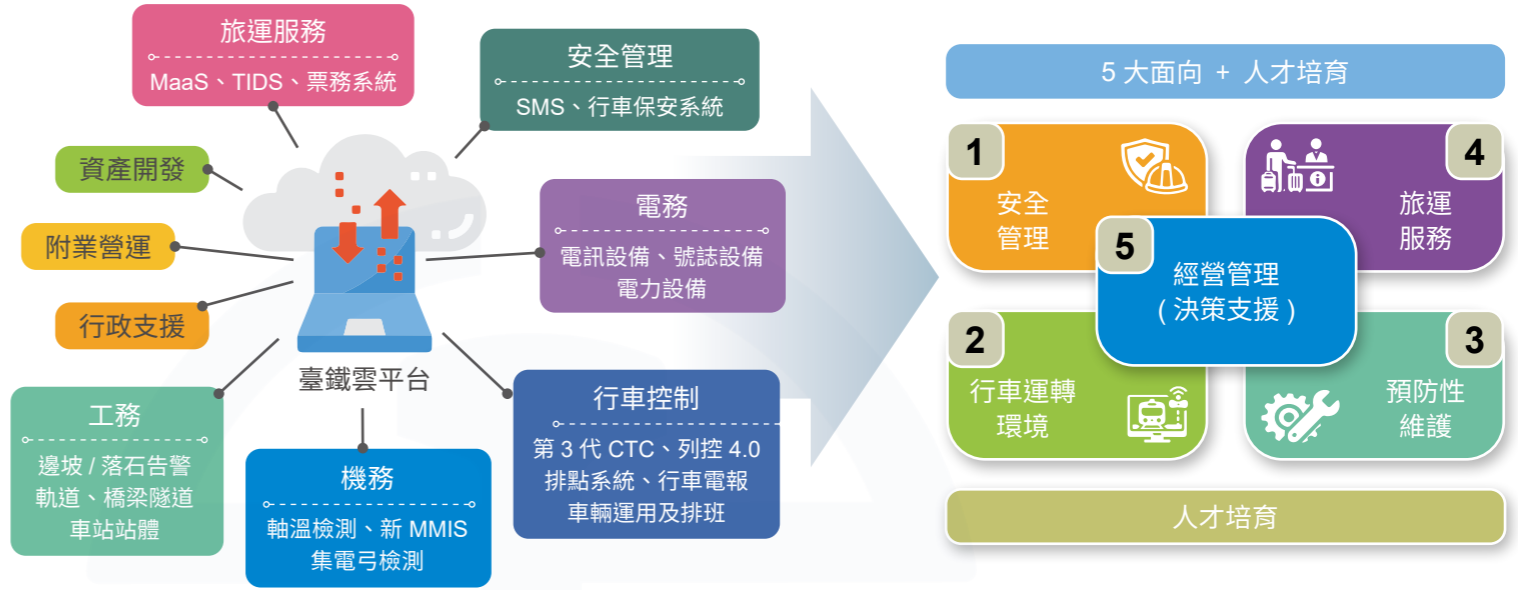 旅運服務
MaaS、TIDS、票務系統
安全管理
SMS、行車保安系統
資產開發
附業營運
行政支援
電務
電訊設備、號誌設備
電力設備
臺鐵雲平台
工務
邊坡 / 落石告警
軌道、橋梁隧道
車站站體
機務
軸溫檢測、新 MMIS
集電弓檢測
行車控制
第 3 代 CTC、列控 4.0
排點系統、行車電報
車輛運用及排班
5 大面向 + 人才培育
1
安全
管理
4
旅運
服務
5
經營管理
( 決策支援 )
2
行車運轉
環境
3
預防性
維護
人才培育